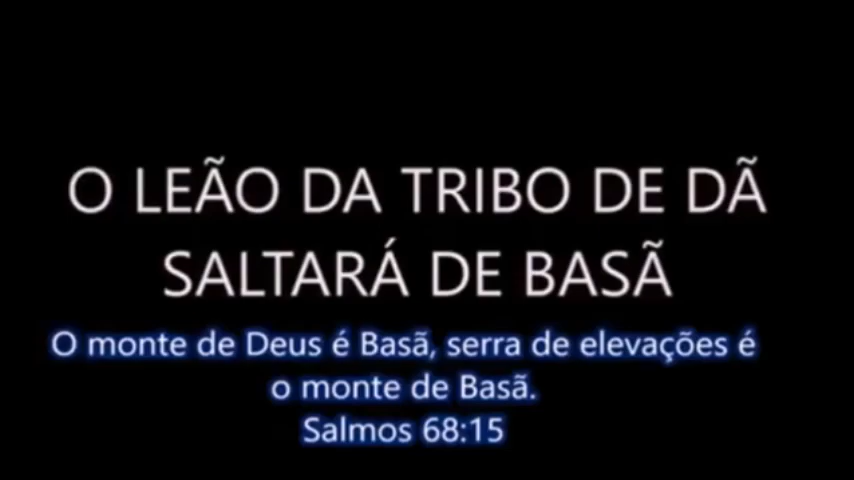 O LEÃO DA TRIBO DE DÃ
SALTARÁ DE BASÃ
O monte de Deus é Basã, serra de elevações é
o monte de Basã.
Salmos 68:15